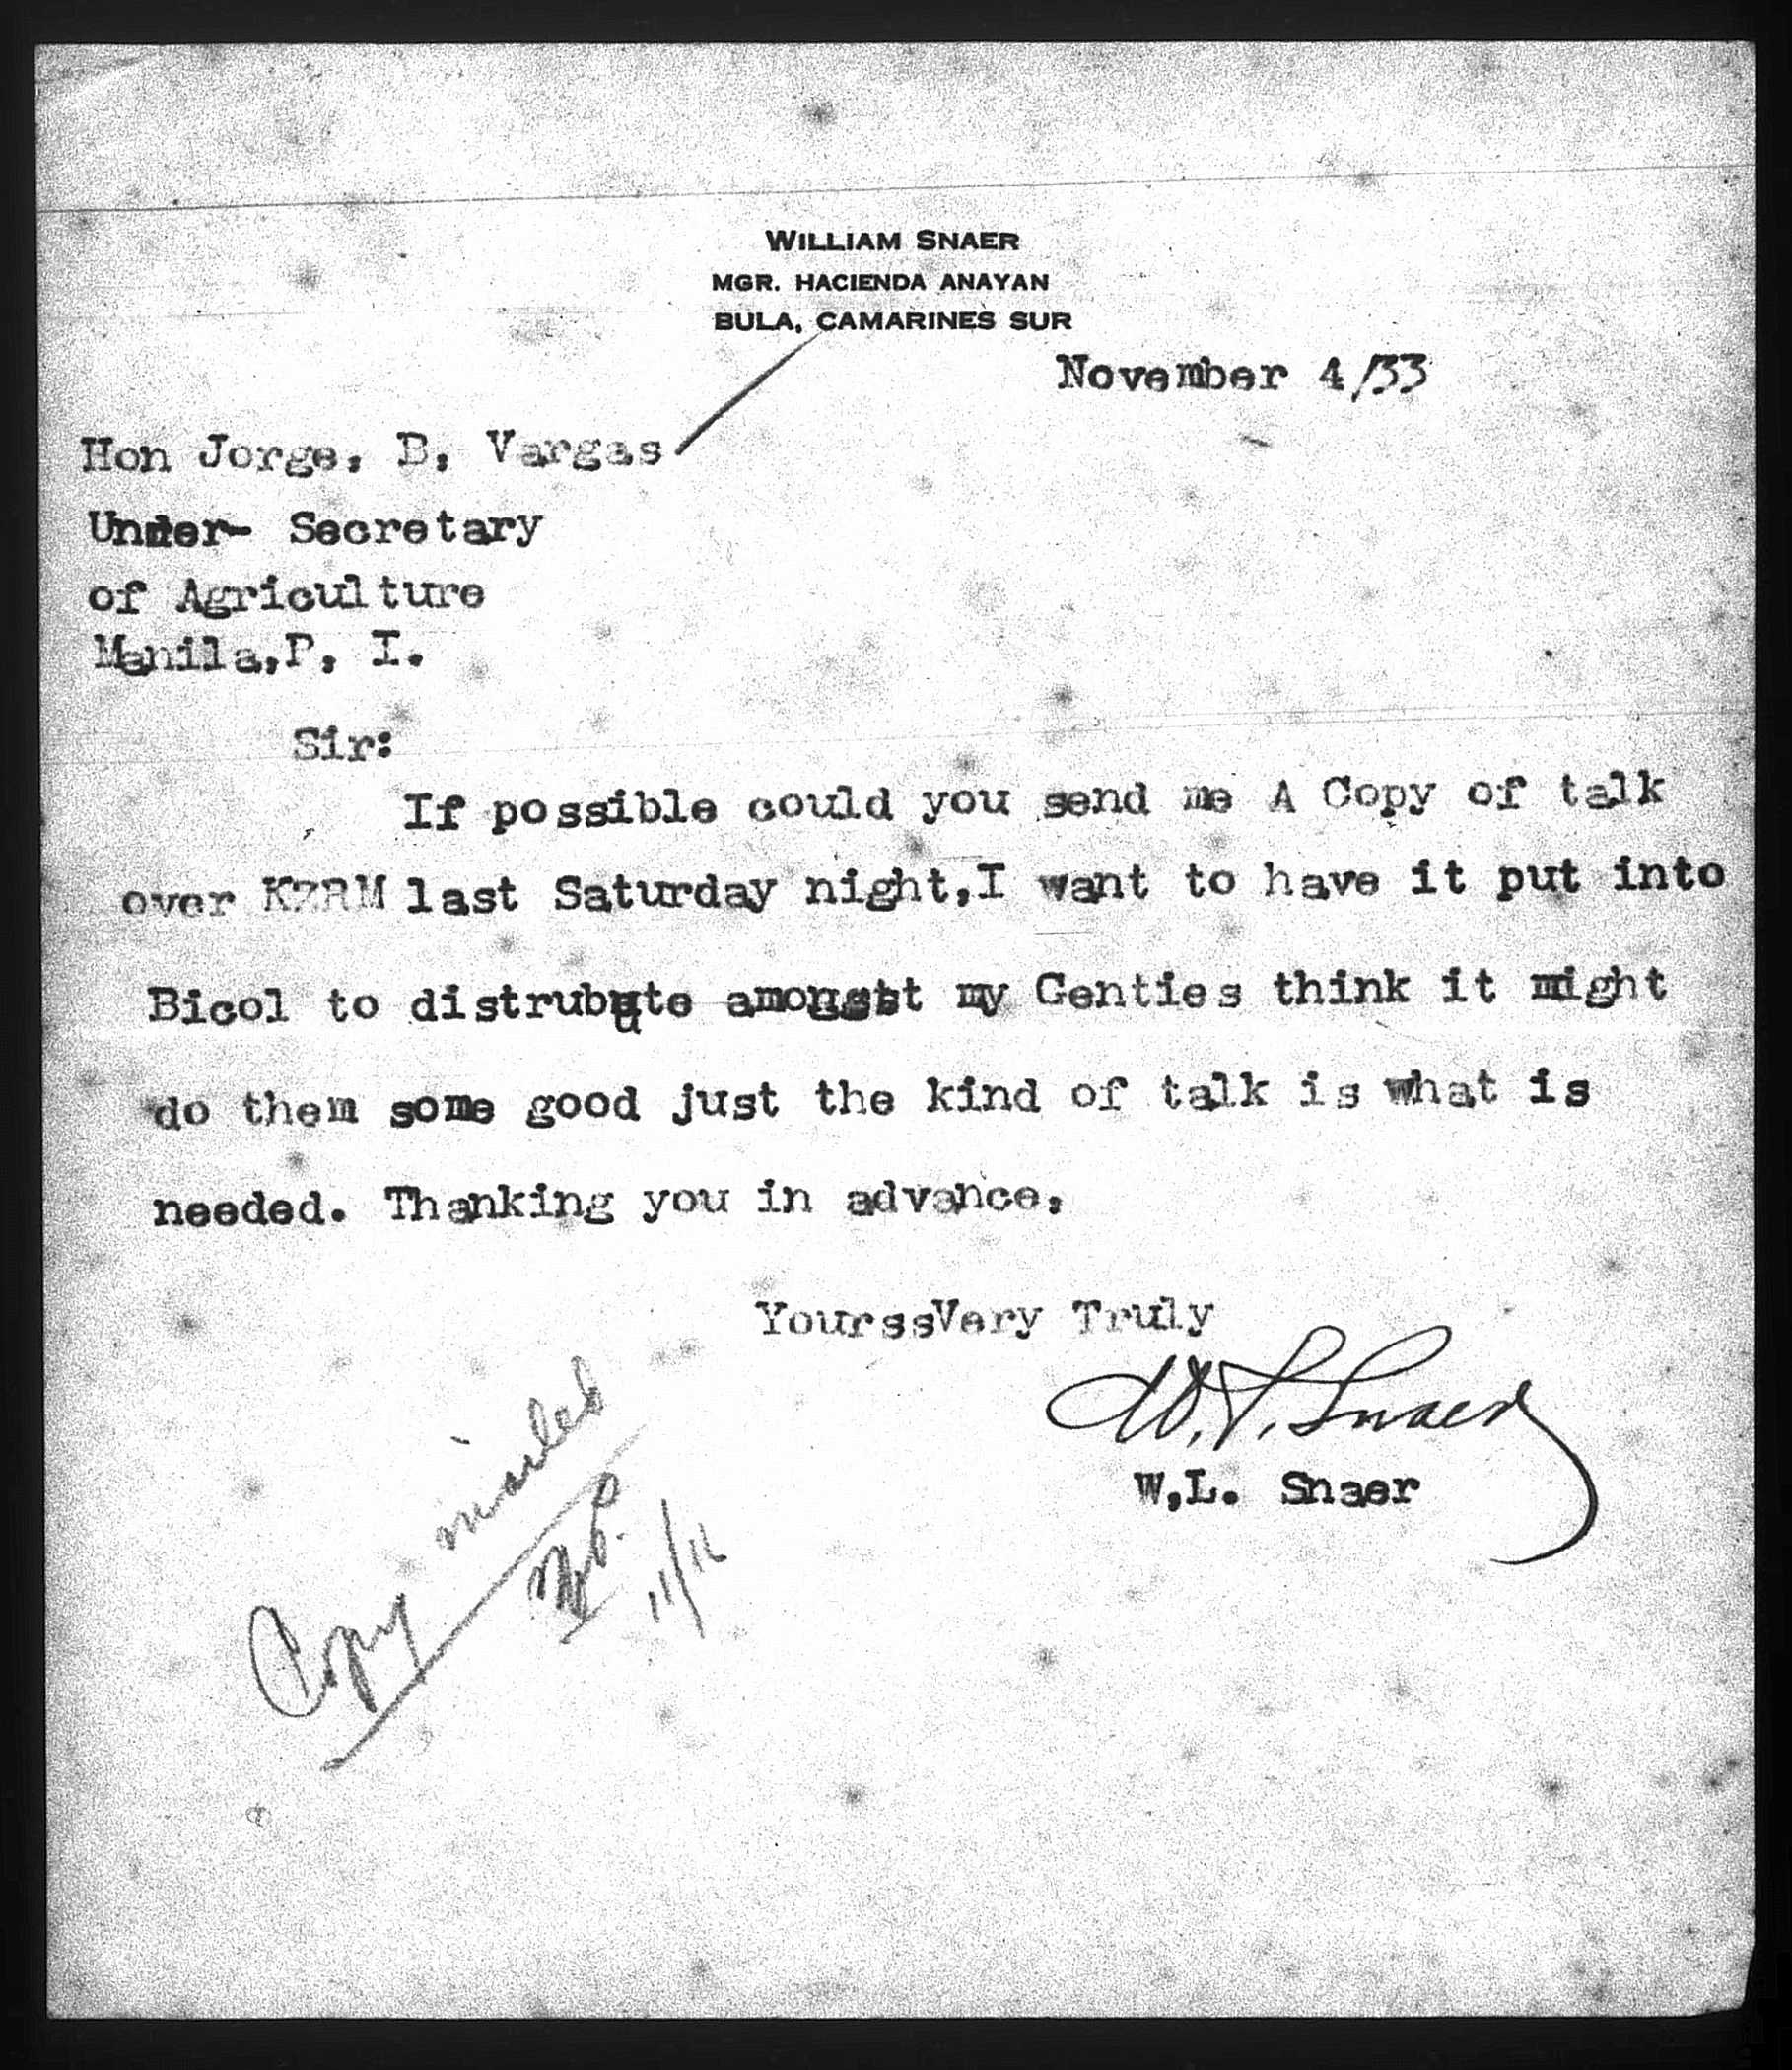 WILLIAM SNAER
MGR. HACIENDA ANAYAN
BULA, CAMARINES SUR
November 4/33
Hon Jorge, B, Vargas
Under- Secretary
of Agriculture
Manila,P, I.
Sir:
If possible could you send me A Copy of talk
over KZRM last Saturday night,I want to have it put into
Bicol to distrubute amongst my Genties think it might
do them some good just the kind of talk is what is
needed. Thanking you in advance,
YourssVery Truly
W. L. Snaer
W,L. Snaer
Copy mailed
11/16